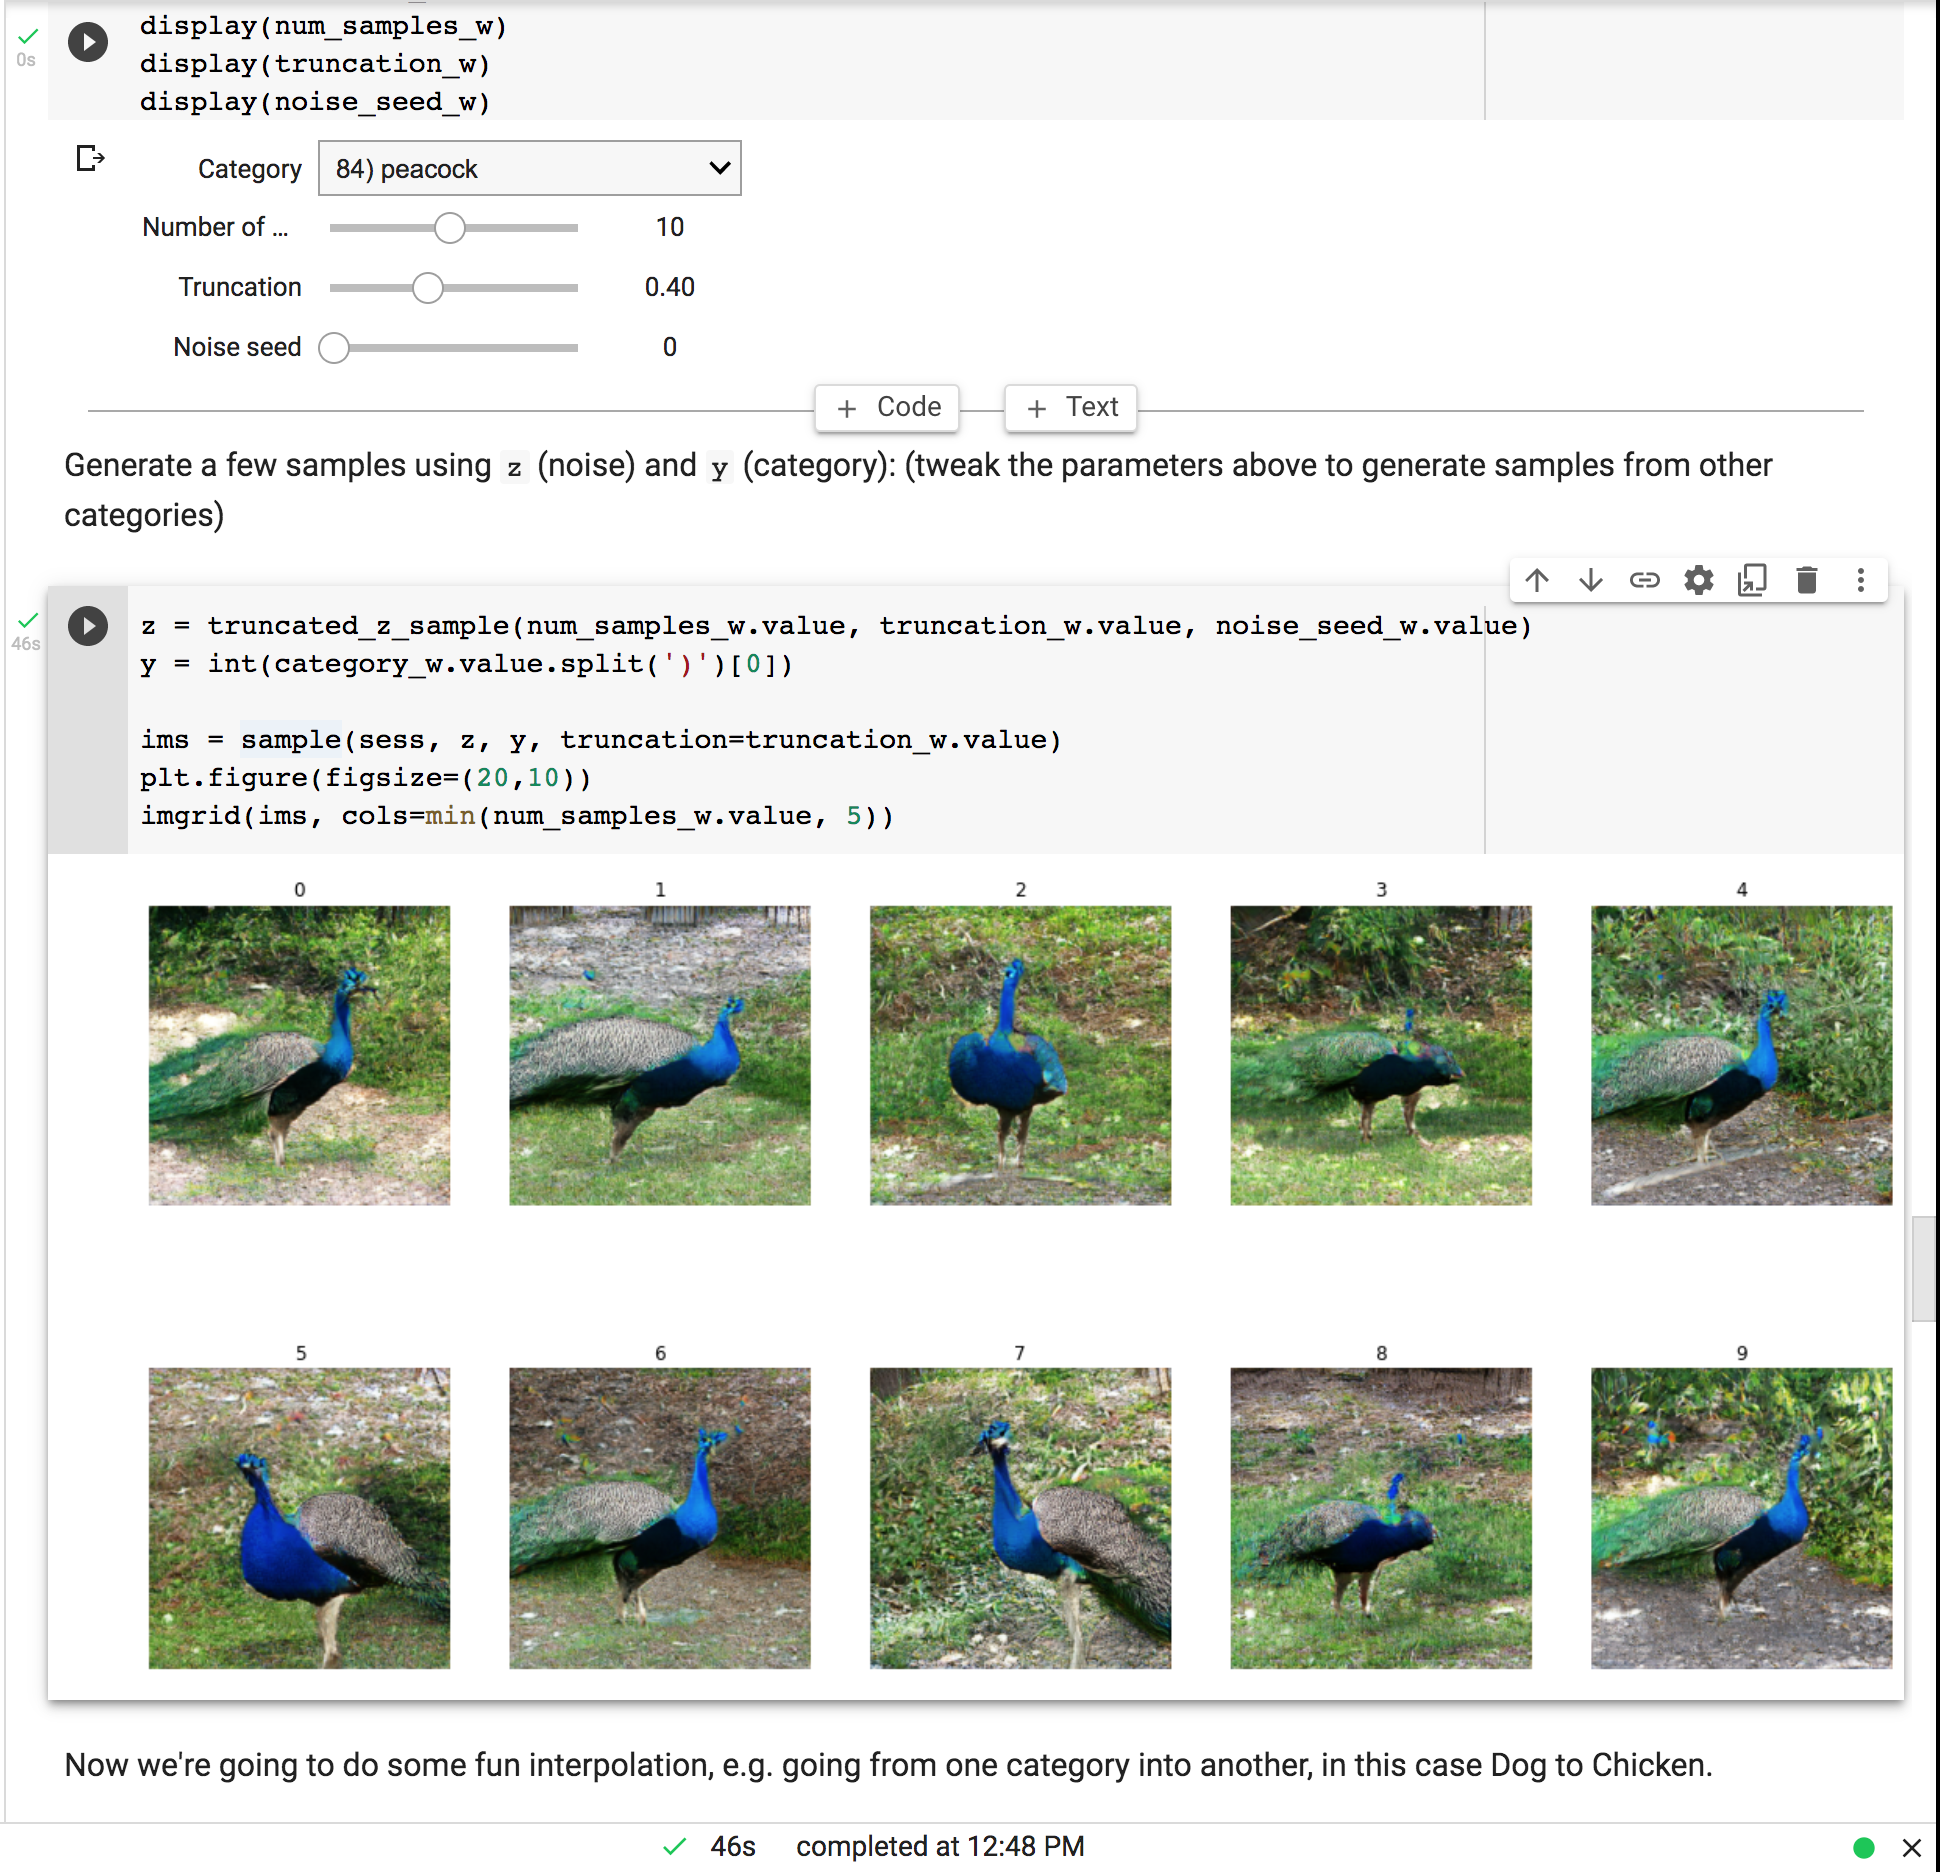 display(num_samples_w)
0s
display(truncation_w)
display(noise_seed_w)
Category 84) peacock
Number of ... 10
Truncation 0.40
Noise seed 0
+ Code + Text
Generate a few samples using z (noise) and y (category): (tweak the parameters above to generate samples from other
categories)
z = truncated_z_sample(num_samples_w.value, truncation_w.value, noise_seed_w.value)
46s
y = int(category_w.value.split(')')[0])
ims = sample(sess, z, y, truncation=truncation_w.value)
plt.figure(figsize=(20,10))
imgrid(ims, cols=min(num_samples_w.value, 5))
0 1 2 3 4
5 6 7 8 9
Now we're going to do some fun interpolation, e.g. going from one category into another, in this case Dog to Chicken.
46s completed at 12:48 PM